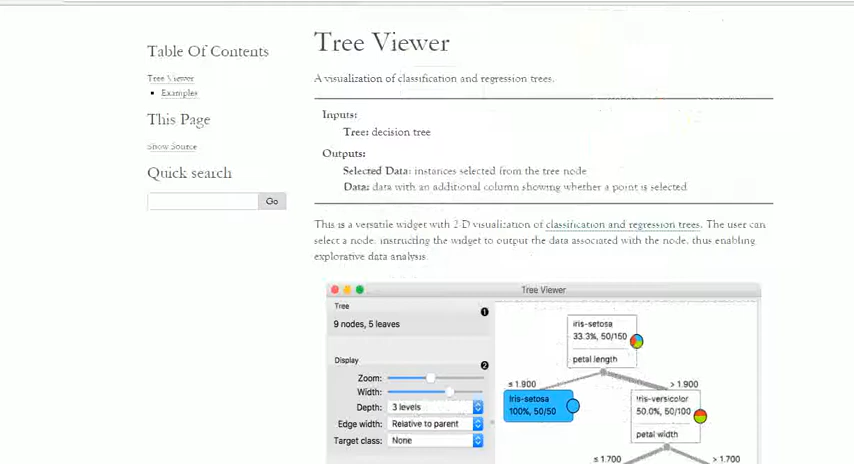 Table Of Contents
Tree Viewer
Examples
This Page
Show Source
Quick search
Go
Tree Viewer
A visualization of classification and regression trees.
Inputs:
Tree: decision tree
Outputs:
Selected Data: instances selected from the tree node
Data: data with an additional column showing whether a point is selected
This is a versatile widget with 2-D visualization of classification and regression trees. The user can
select a node, instructing the widget to output the data associated with the node, thus enabling
explorative data analysis.
Tree Viewer
Tree
1
9 nodes, 5 leaves
Display
2
Zoom:
Width:
Depth: 3 levels
Edge width: Relative to parent
Target class: None
Iris-setosa
33.3%, 50/150
petal length
≤ 1.900
> 1.900
Iris-setosa
100%, 50/50
Iris-versicolor
50.0%, 50/100
petal width
≤ 1.700
> 1.700